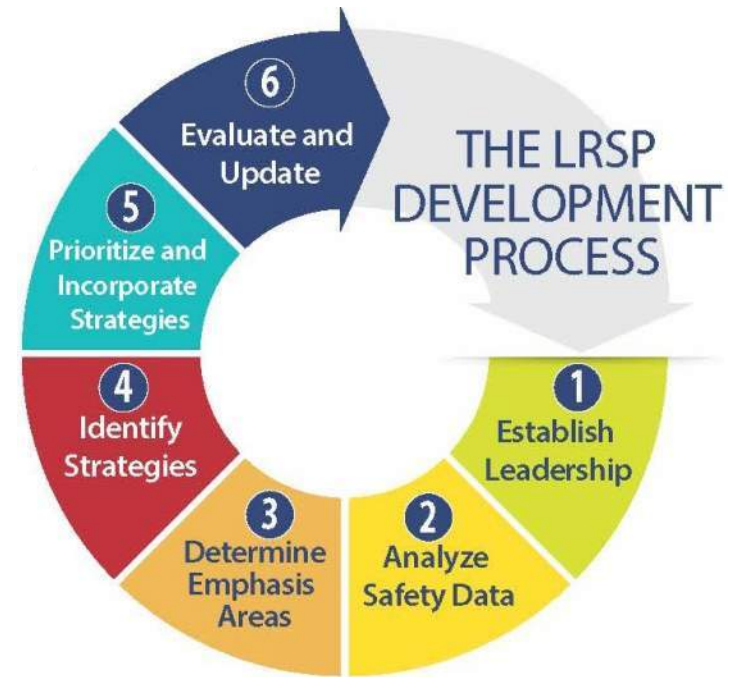 THE LRSP
DEVELOPMENT
PROCESS
1
Establish
Leadership
2
Analyze
Safety Data
3
Determine
Emphasis
Areas
4
Identify
Strategies
5
Prioritize and
Incorporate
Strategies
6
Evaluate and
Update